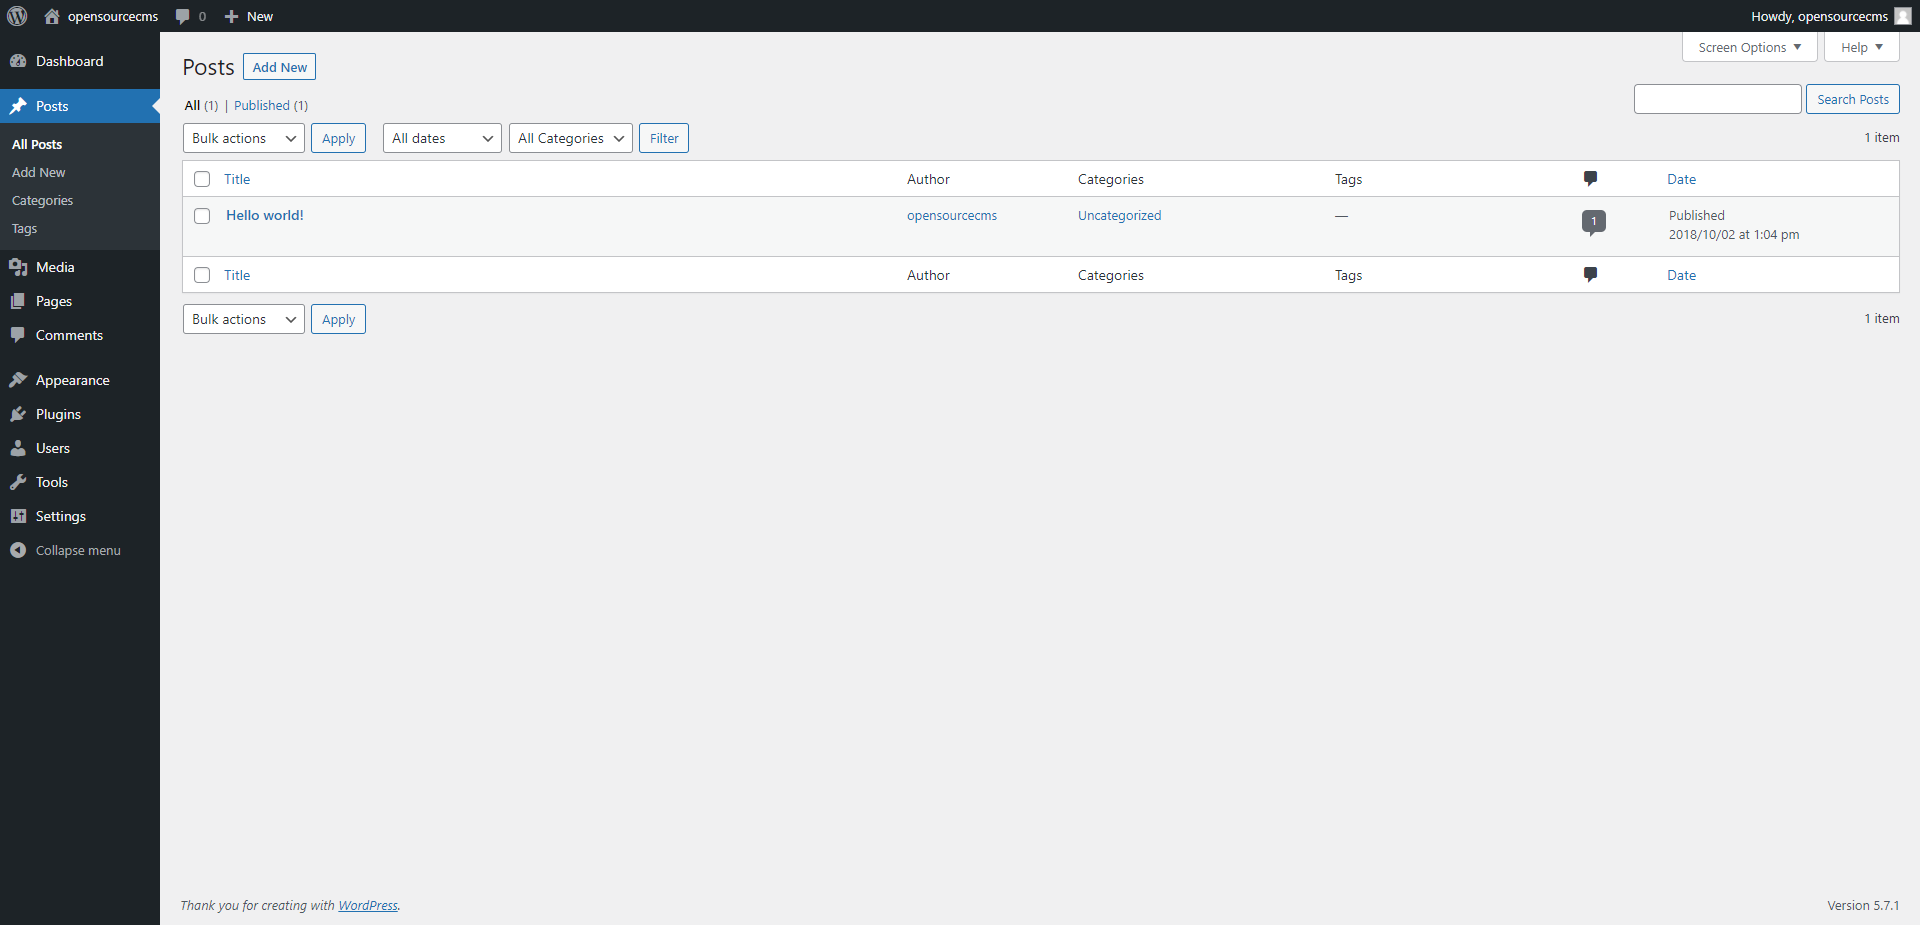 opensourcecms 0 New Howdy, opensourcecms
Screen Options Help
Dashboard
Posts
All Posts
Add New
Categories
Tags
Media
Pages
Comments
Appearance
Plugins
Users
Tools
Settings
Collapse menu
Posts Add New
All (1) | Published (1)
Search Posts
Bulk actions Apply All dates All Categories Filter 1 item
Title Author Categories Tags Date
Hello world! opensourcecms Uncategorized — 1 Published
2018/10/02 at 1:04 pm
Title Author Categories Tags Date
Bulk actions Apply 1 item
Thank you for creating with WordPress. Version 5.7.1